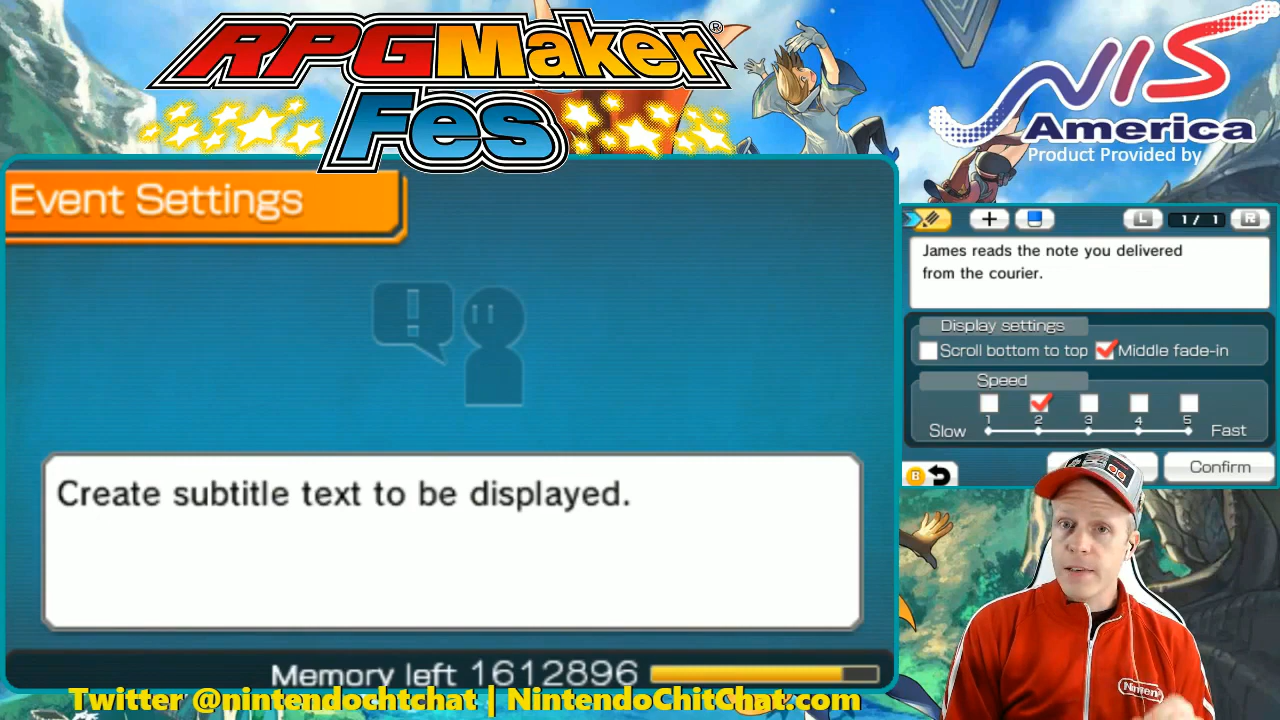 RPG Maker®
Fes
NIS
America
Product Provided by
Event Settings
!
Create subtitle text to be displayed.
Memory left 1612896
Twitter @nintendochtchat | NintendoChitChat.com
+
L 1 / 1 R
James reads the note you delivered
from the courier.
Display settings
Scroll bottom to top Middle fade-in
Speed
1 2 3 4 5
Slow Fast
B
Confirm
Nintendo